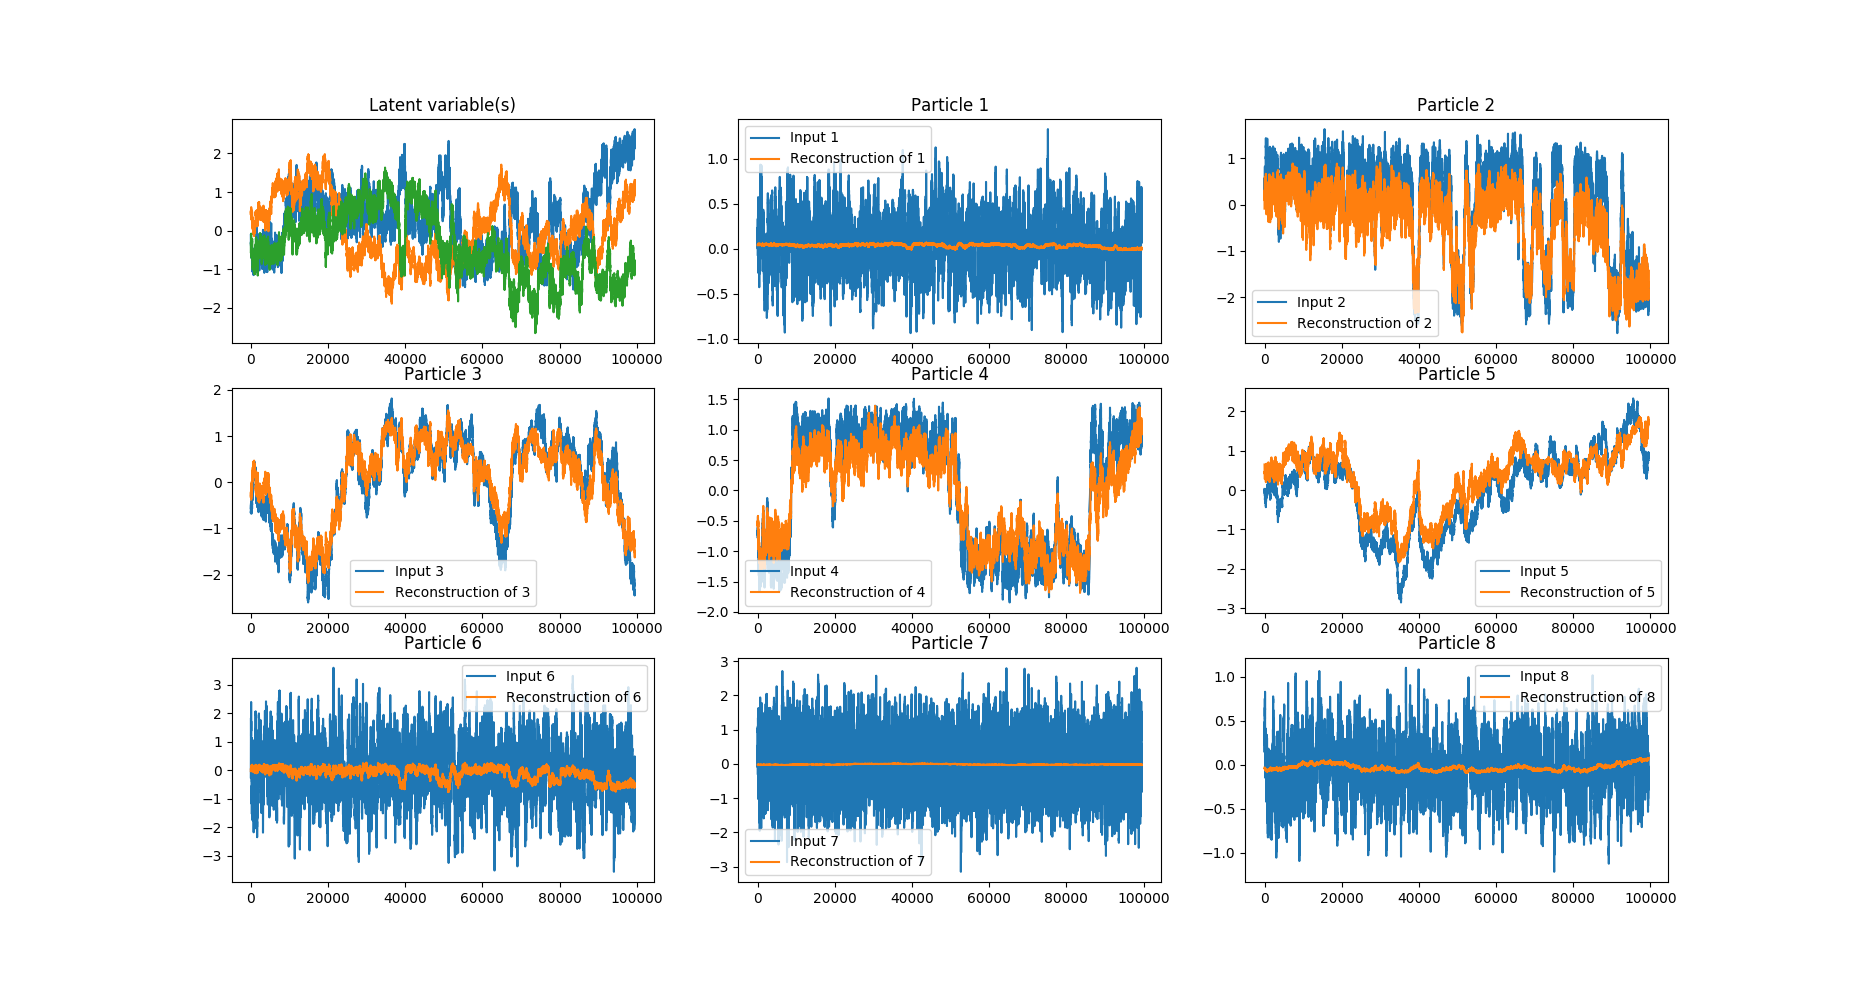 Latent variable(s)
2
1
0
−1
−2
0 20000 40000 60000 80000 100000
Particle 1
Input 1
Reconstruction of 1
1.0
0.5
0.0
−0.5
−1.0
0 20000 40000 60000 80000 100000
Particle 2
1
0
−1
−2
Input 2
Reconstruction of 2
0 20000 40000 60000 80000 100000
Particle 3
2
1
0
−1
−2
Input 3
Reconstruction of 3
0 20000 40000 60000 80000 100000
Particle 4
1.5
1.0
0.5
0.0
−0.5
−1.0
−1.5
−2.0
Input 4
Reconstruction of 4
0 20000 40000 60000 80000 100000
Particle 5
2
1
0
−1
−2
−3
Input 5
Reconstruction of 5
0 20000 40000 60000 80000 100000
Particle 6
Input 6
Reconstruction of 6
3
2
1
0
−1
−2
−3
0 20000 40000 60000 80000 100000
Particle 7
3
2
1
0
−1
−2
−3
Input 7
Reconstruction of 7
0 20000 40000 60000 80000 100000
Particle 8
Input 8
Reconstruction of 8
1.0
0.5
0.0
−0.5
−1.0
0 20000 40000 60000 80000 100000